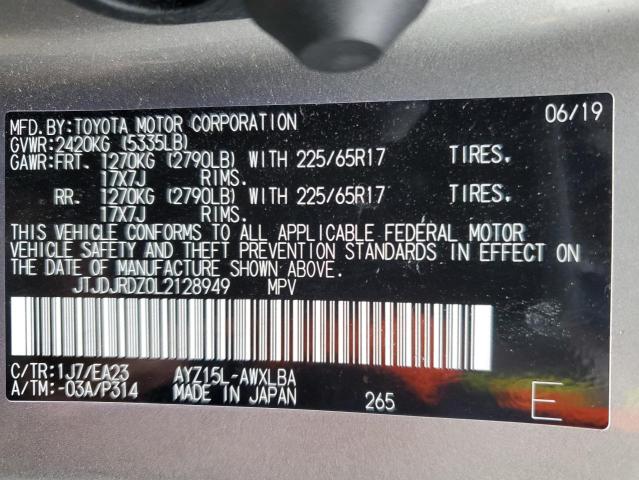 MFD.BY:TOYOTA MOTOR CORPORATION 06/19
GVWR:2420KG (5335LB)
GAWR:FRT. 1270KG (2790LB) WITH 225/65R17 TIRES.
17X7J RIMS.
RR. 1270KG (2790LB) WITH 225/65R17 TIRES.
17X7J RIMS.
THIS VEHICLE CONFORMS TO ALL APPLICABLE FEDERAL MOTOR
VEHICLE SAFETY AND THEFT PREVENTION STANDARDS IN EFFECT ON
THE DATE OF MANUFACTURE SHOWN ABOVE.
JTJDJRDZ0L2128949 MPV
C/TR:1J7/EA23 AYZ15L-AWXLBA
A/TM:-03A/P314 MADE IN JAPAN 265 E